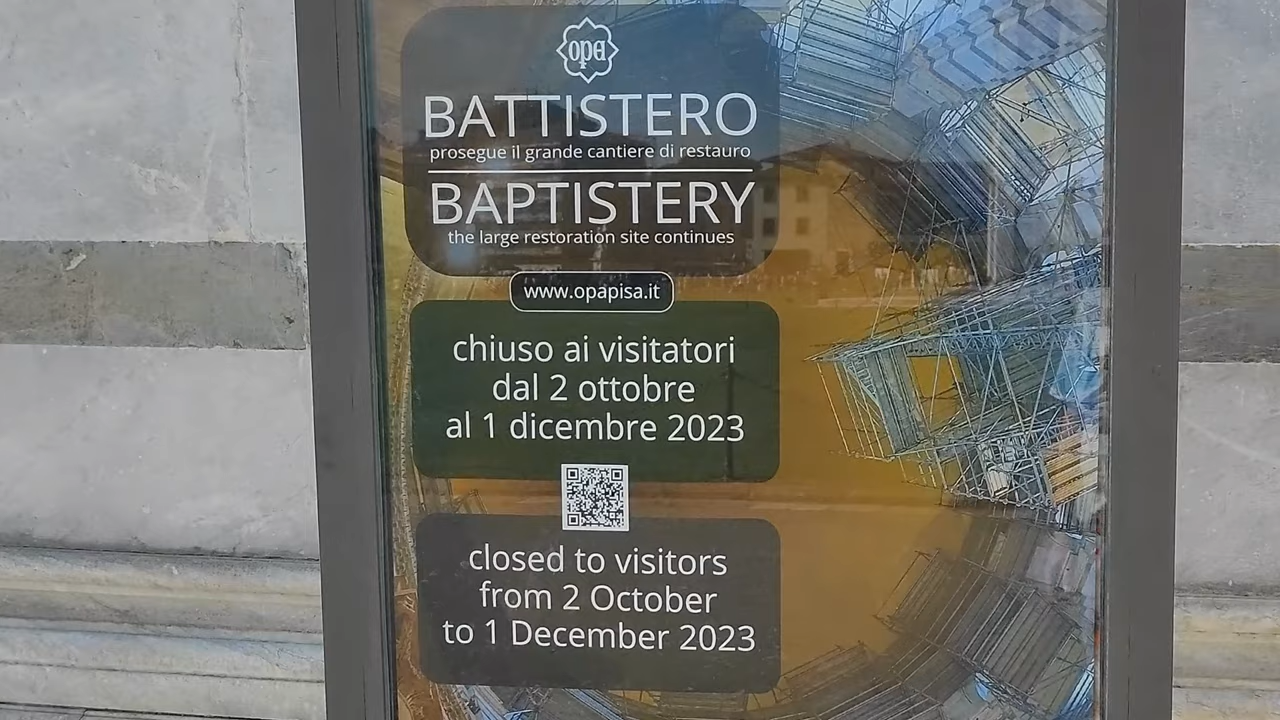 opa
BATTISTERO
prosegue il grande cantiere di restauro
BAPTISTERY
the large restoration site continues
www.opapisa.it
chiuso ai visitatori
dal 2 ottobre
al 1 dicembre 2023
closed to visitors
from 2 October
to 1 December 2023